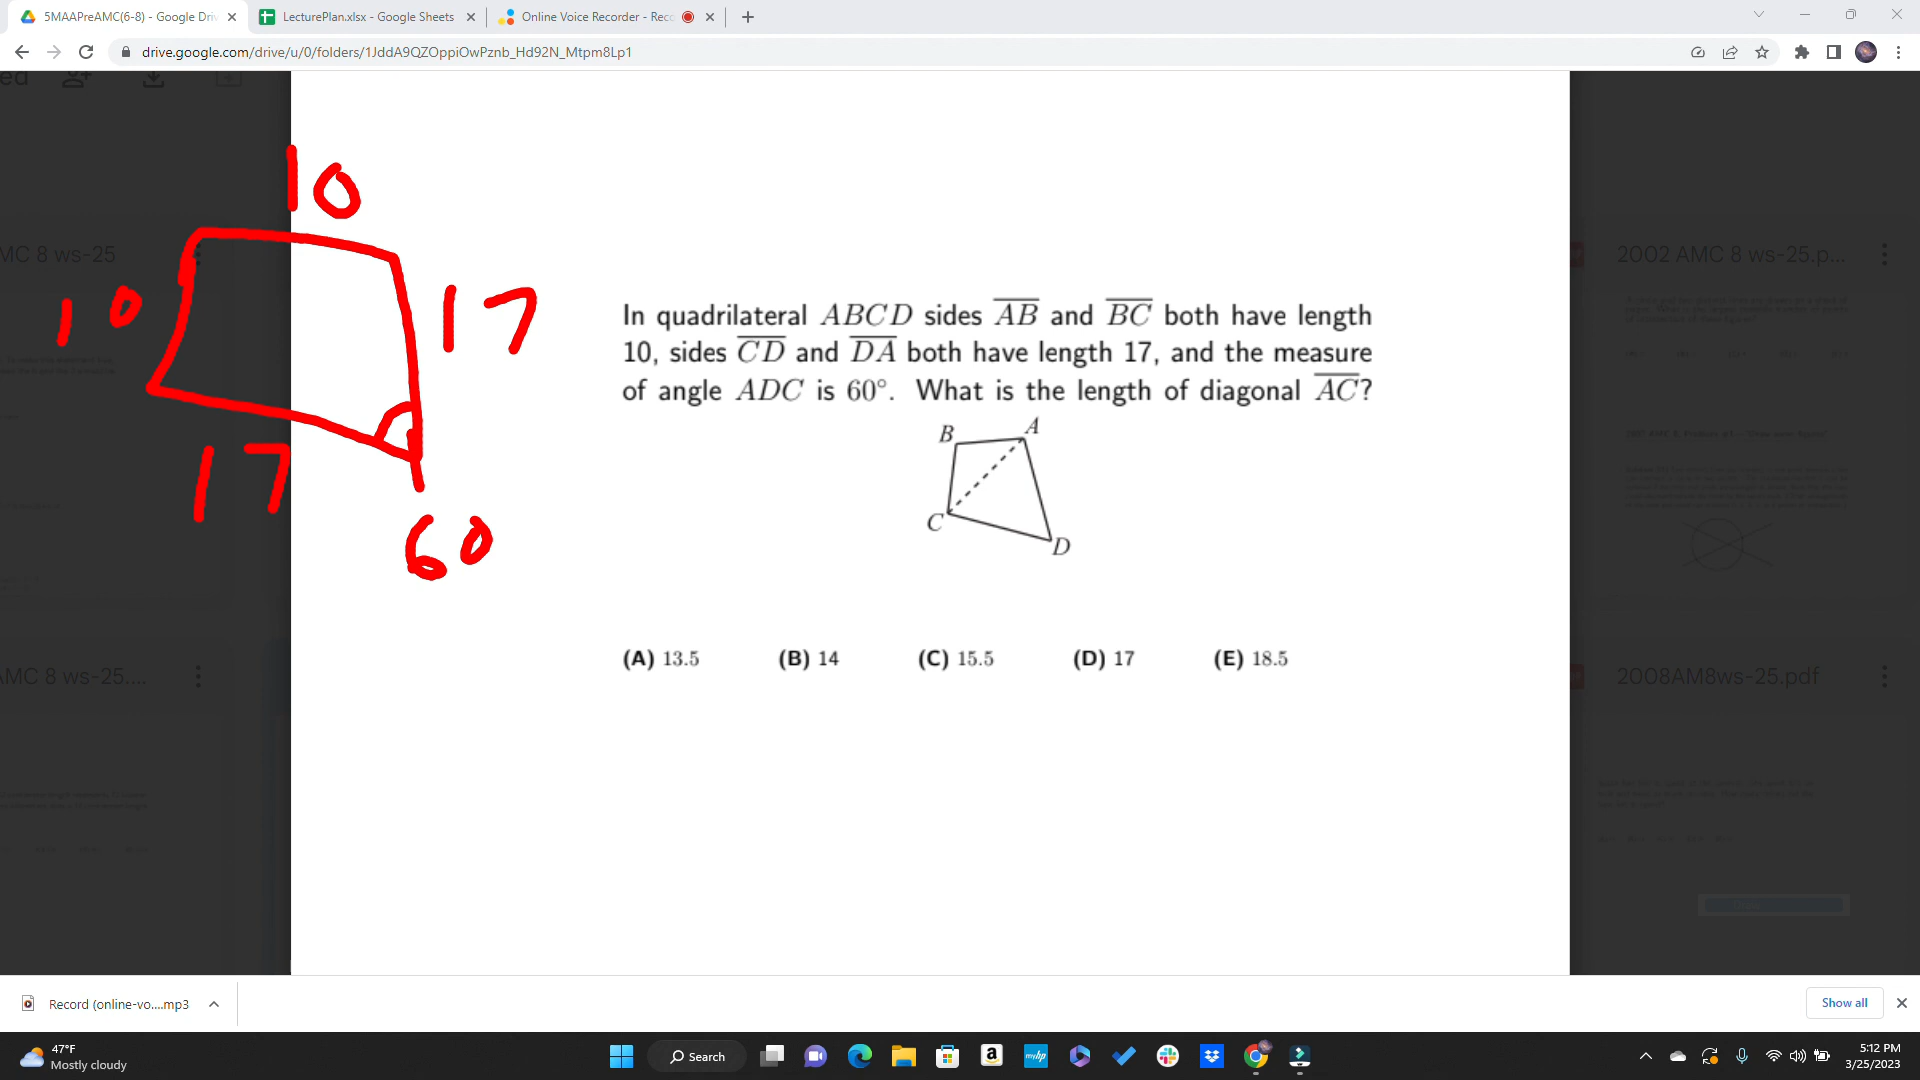 5MAAPreAMC(6-8) - Google Dri
LecturePlan.xlsx - Google Sheets
Online Voice Recorder - Rec
drive.google.com/drive/u/0/folders/1JddA9QZOppiOwPznb_Hd92N_Mtpm8Lp1
ed
10
MC 8 ws-25
2002 AMC 8 ws-25.p...
10
17
In quadrilateral ABCD sides AB and BC both have length
10, sides CD and DA both have length 17, and the measure
of angle ADC is 60°. What is the length of diagonal AC?
B
A
C
D
17
60
(A) 13.5 (B) 14 (C) 15.5 (D) 17 (E) 18.5
AMC 8 ws-25....
2008AM8ws-25.pdf
Record (online-vo....mp3
Show all
47°F
Mostly cloudy
Search
a
myhp
5:12 PM
3/25/2023